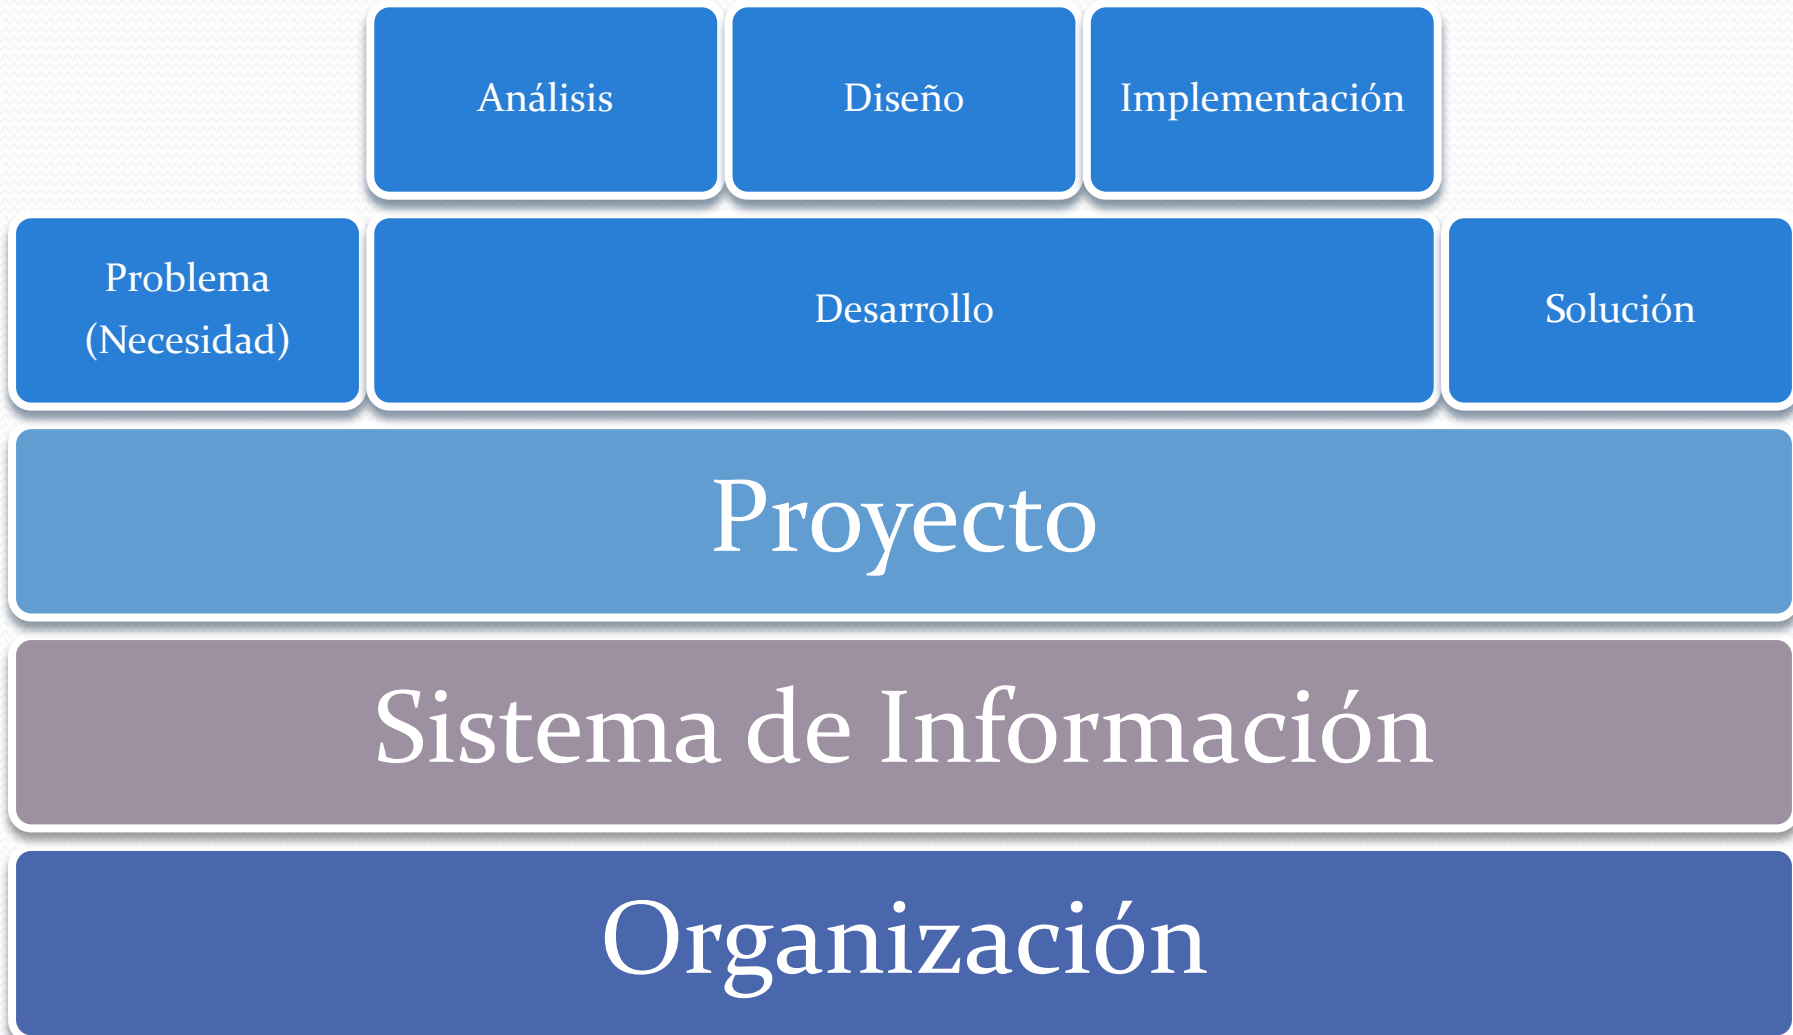 Análisis
Diseño
Implementación
Problema
(Necesidad)
Desarrollo
Solución
Proyecto
Sistema de Información
Organización